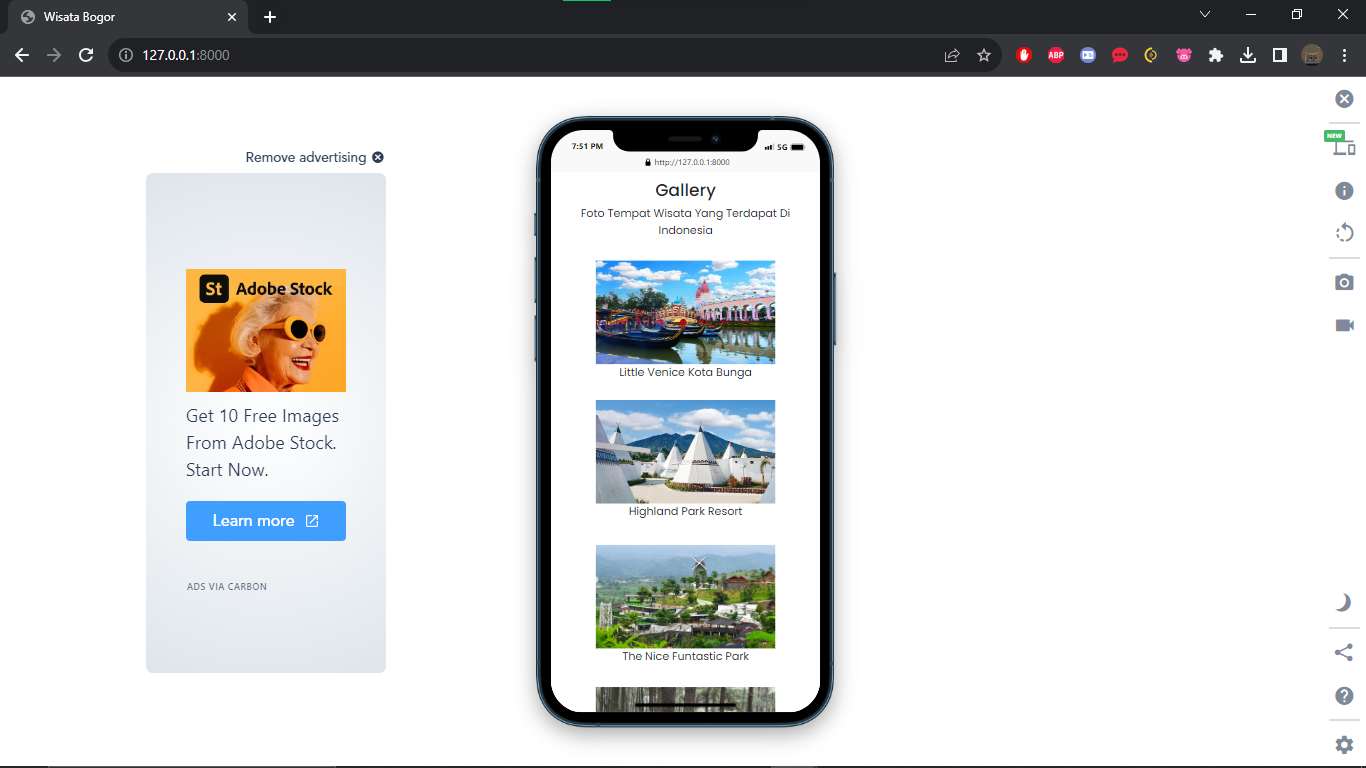 Wisata Bogor
127.0.0.1:8000
ABP
Remove advertising
St Adobe Stock
Get 10 Free Images
From Adobe Stock.
Start Now.
Learn more
ADS VIA CARBON
7:51 PM
5G
http://127.0.0.1:8000
Gallery
Foto Tempat Wisata Yang Terdapat Di
Indonesia
Little Venice Kota Bunga
Highland Park Resort
The Nice Funtastic Park
NEW